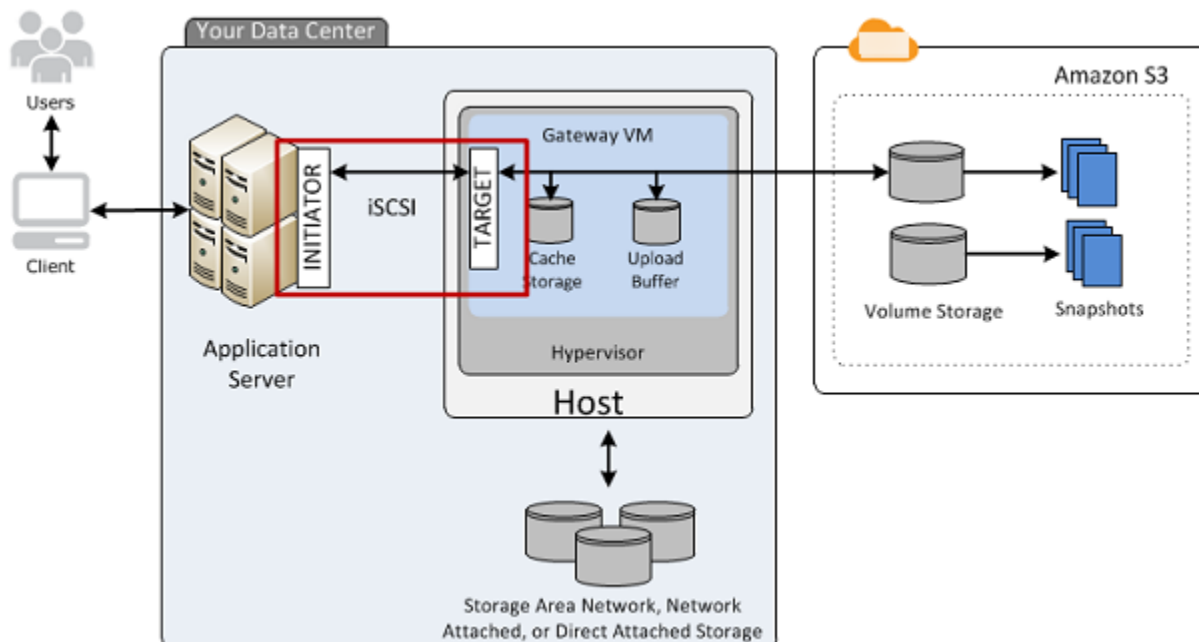 Your Data Center
Users
Client
Application
Server
INITIATOR
iSCSI
TARGET
Gateway VM
Cache
Storage
Upload
Buffer
Hypervisor
Host
Storage Area Network, Network
Attached, or Direct Attached Storage
Amazon S3
Volume Storage
Snapshots